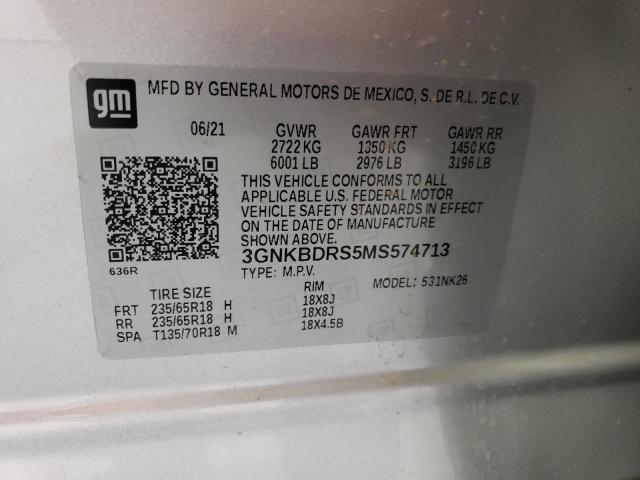 gm MFD BY GENERAL MOTORS DE MEXICO, S. DE R.L. DE C.V.
06/21 GVWR GAWR FRT GAWR RR
2722 KG 1350 KG 1450 KG
6001 LB 2976 LB 3196 LB
THIS VEHICLE CONFORMS TO ALL
APPLICABLE U.S. FEDERAL MOTOR
VEHICLE SAFETY STANDARDS IN EFFECT
ON THE DATE OF MANUFACTURE
SHOWN ABOVE.
3GNKBDRS5MS574713
636R
TYPE: M.P.V. MODEL: 531NK26
TIRE SIZE RIM
FRT 235/65R18 H 18X8J
RR 235/65R18 H 18X8J
SPA T135/70R18 M 18X4.5B